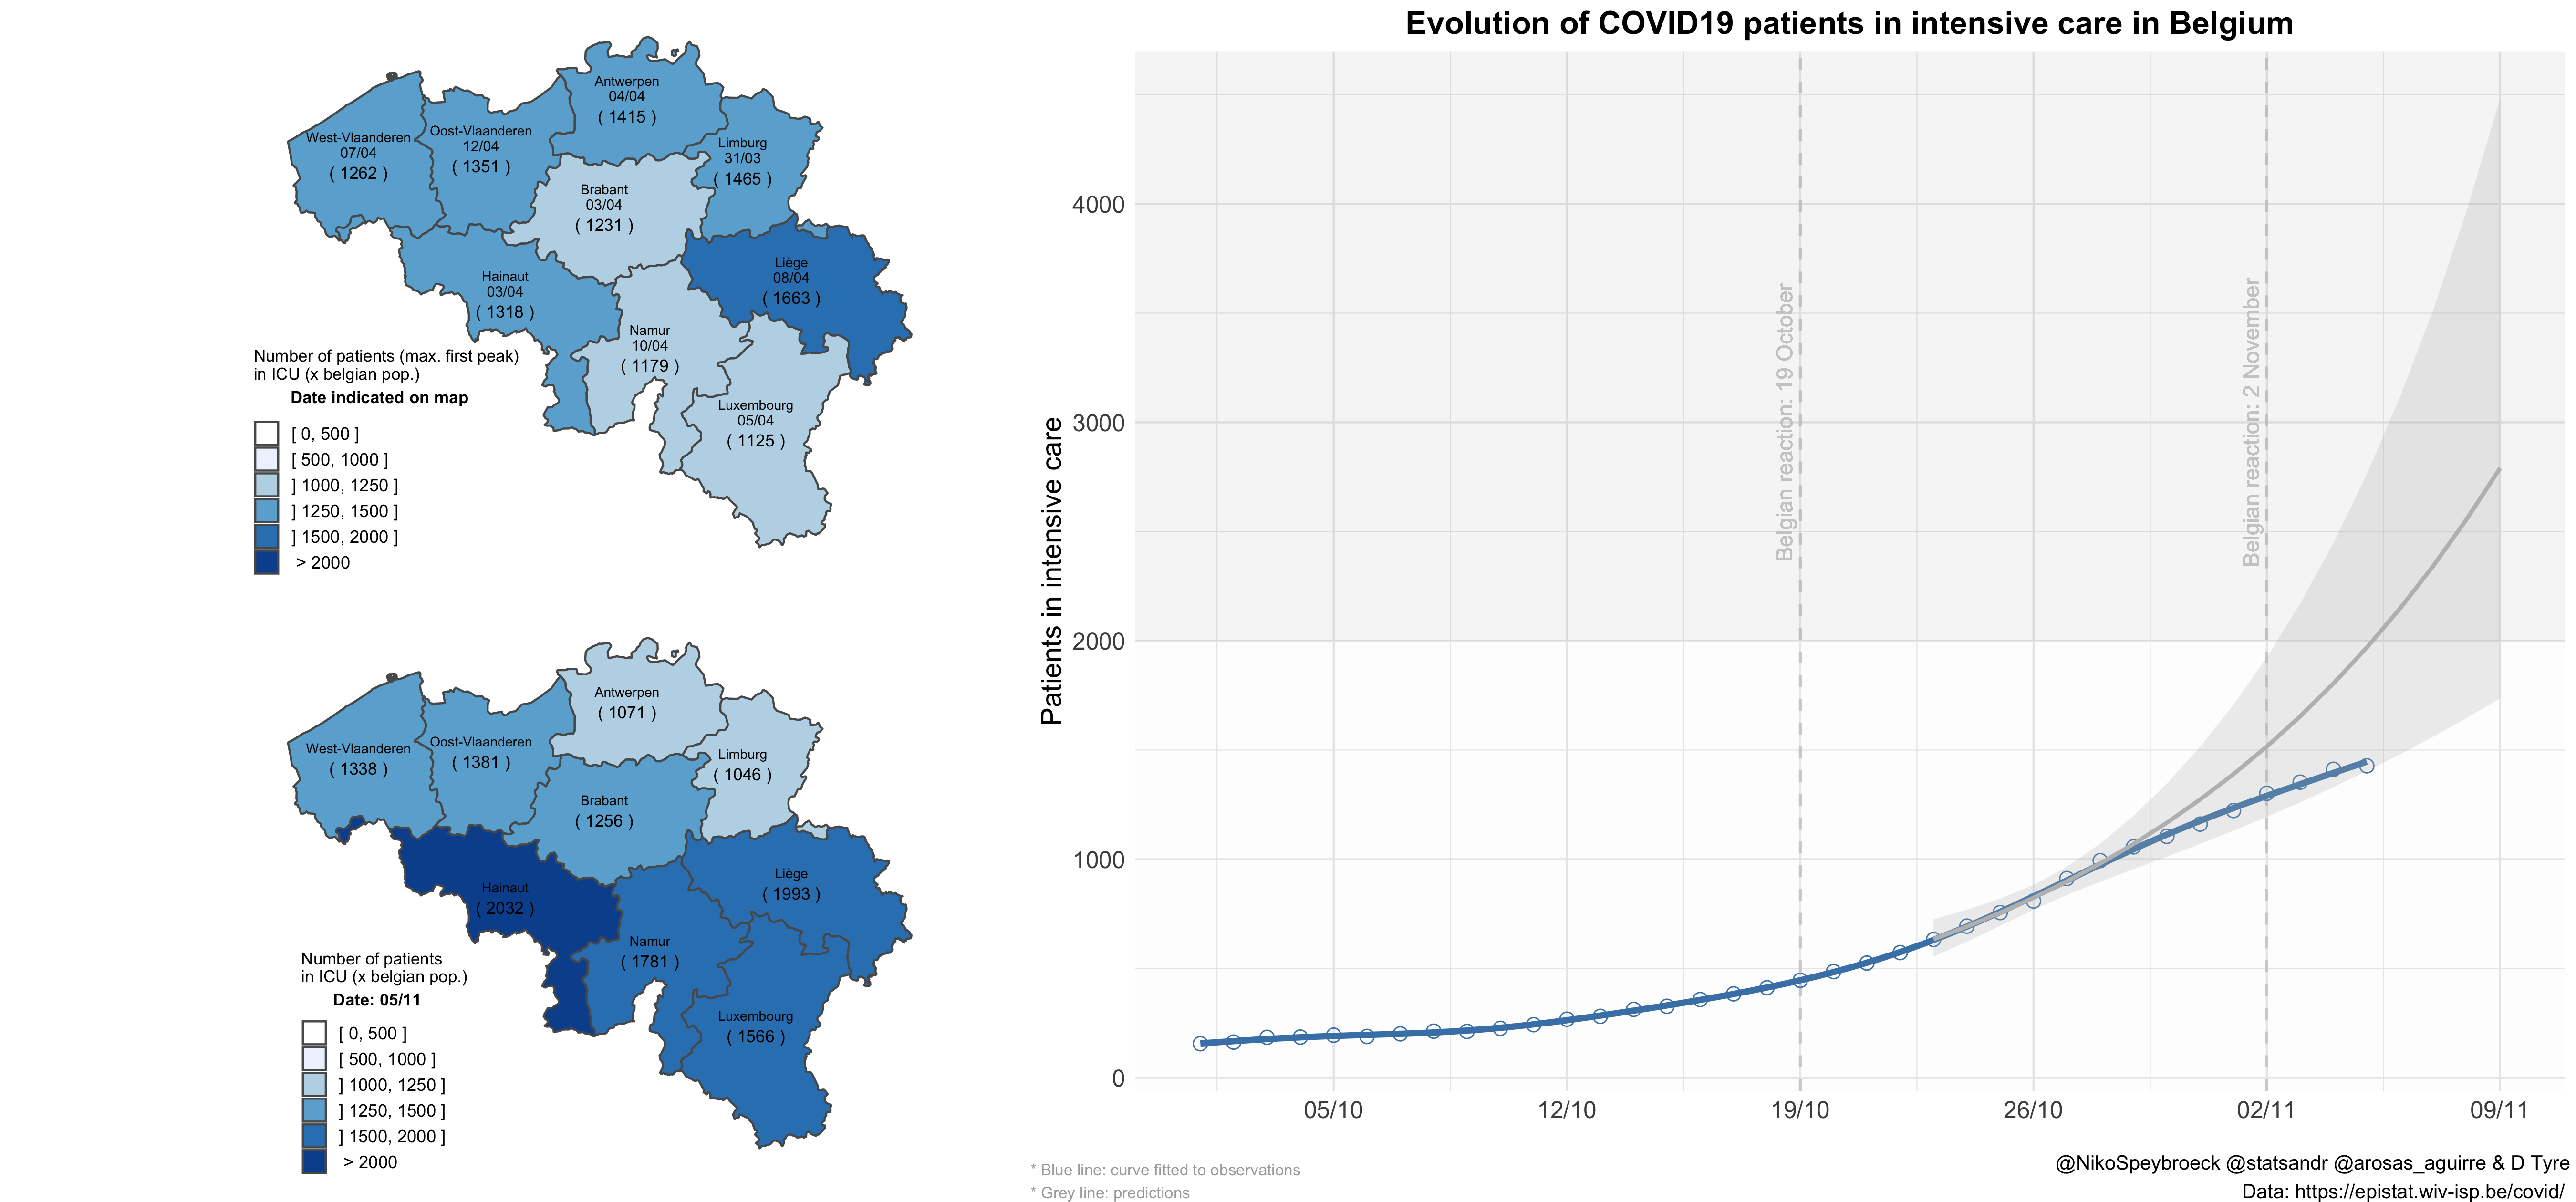 Antwerpen
04/04
( 1415 )
West-Vlaanderen
07/04
( 1262 )
Oost-Vlaanderen
12/04
( 1351 )
Limburg
31/03
( 1465 )
Brabant
03/04
( 1231 )
Hainaut
03/04
( 1318 )
Liège
08/04
( 1663 )
Namur
10/04
( 1179 )
Luxembourg
05/04
( 1125 )
Number of patients (max. first peak)
in ICU (x belgian pop.)
Date indicated on map
[ 0, 500 ]
[ 500, 1000 ]
] 1000, 1250 ]
] 1250, 1500 ]
] 1500, 2000 ]
> 2000
Antwerpen
( 1071 )
West-Vlaanderen
( 1338 )
Oost-Vlaanderen
( 1381 )
Limburg
( 1046 )
Brabant
( 1256 )
Hainaut
( 2032 )
Liège
( 1993 )
Namur
( 1781 )
Luxembourg
( 1566 )
Number of patients
in ICU (x belgian pop.)
Date: 05/11
[ 0, 500 ]
[ 500, 1000 ]
] 1000, 1250 ]
] 1250, 1500 ]
] 1500, 2000 ]
> 2000
Evolution of COVID19 patients in intensive care in Belgium
Patients in intensive care
4000
3000
2000
1000
0
Belgian reaction: 19 October
Belgian reaction: 2 November
05/10
12/10
19/10
26/10
02/11
09/11
* Blue line: curve fitted to observations
* Grey line: predictions
@NikoSpeybroeck @statsandr @arosas_aguirre & D Tyre
Data: https://epistat.wiv-isp.be/covid/